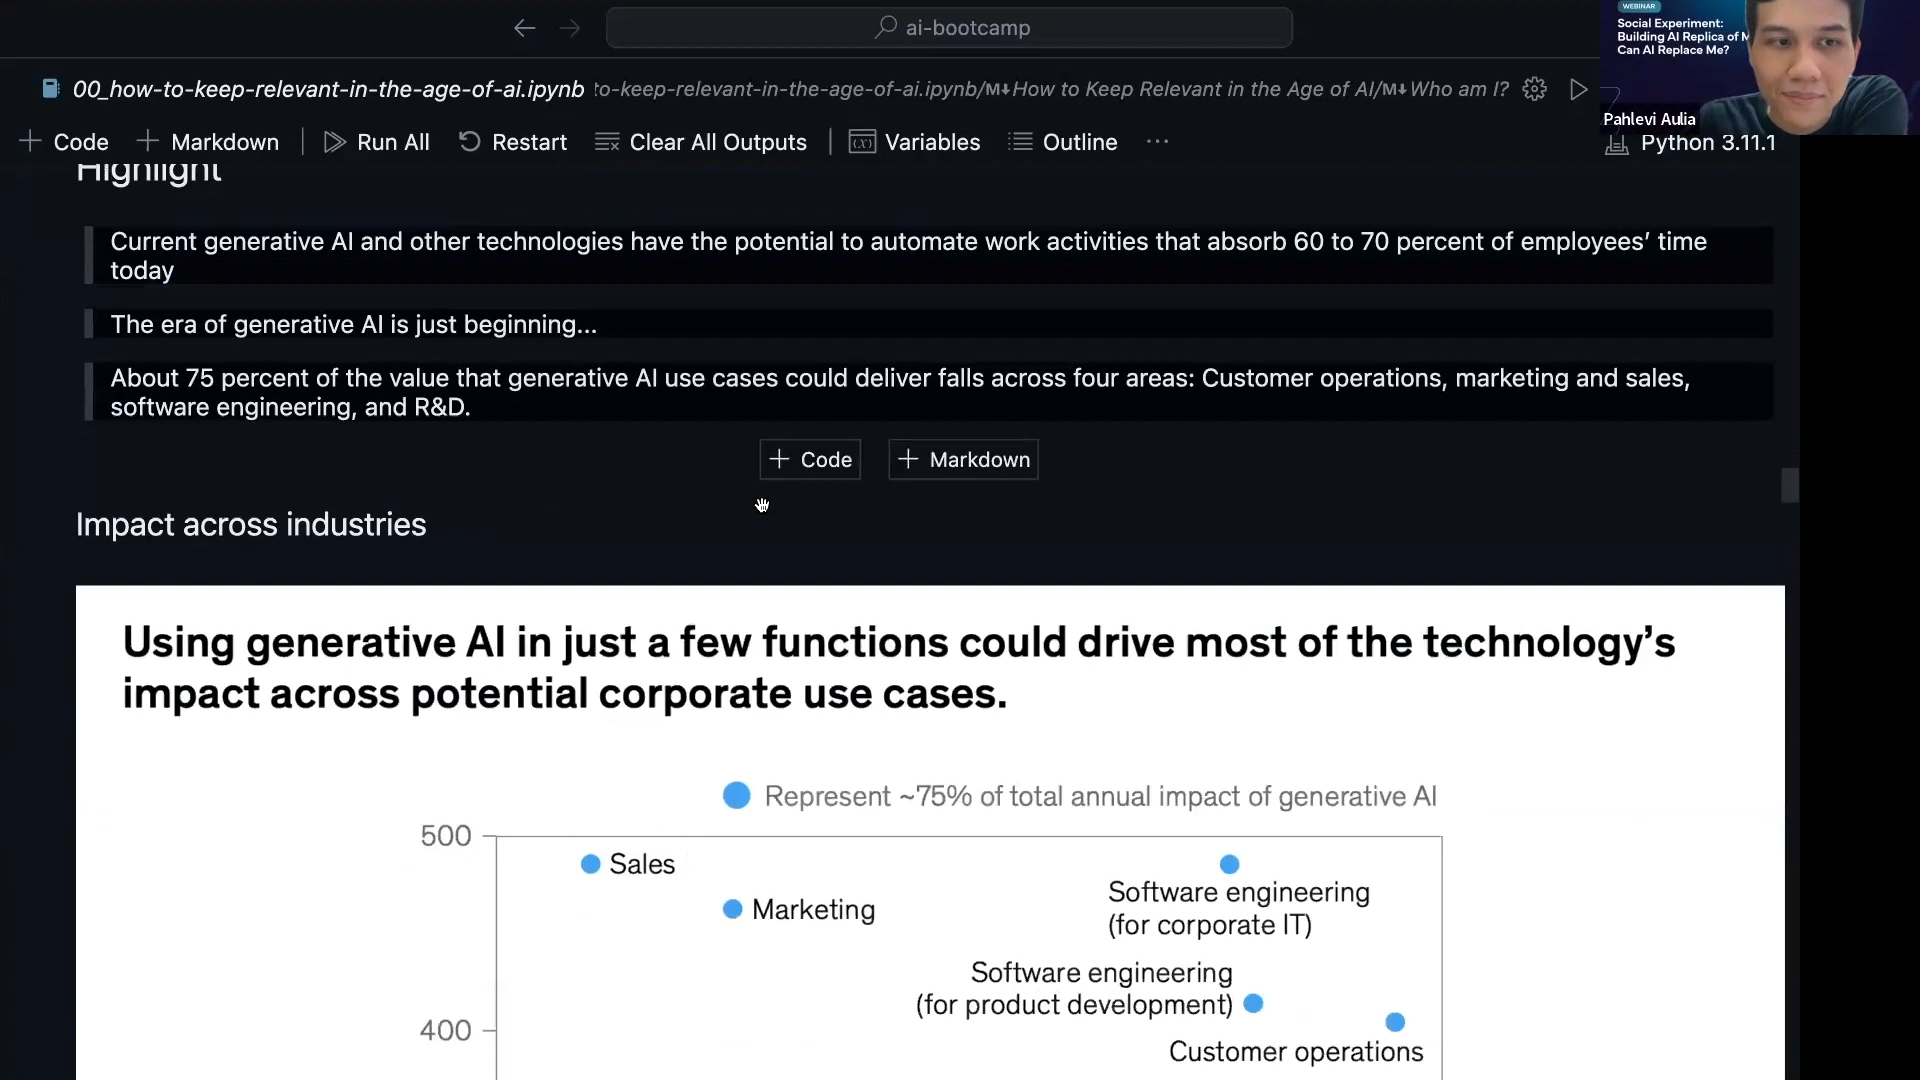 ai-bootcamp
WEBINAR
Social Experiment:
Building AI Replica of M
Can AI Replace Me?
Pahlevi Aulia
00_how-to-keep-relevant-in-the-age-of-ai.ipynb
to-keep-relevant-in-the-age-of-ai.ipynb/M↓How to Keep Relevant in the Age of AI/M↓Who am I?
Code
Markdown
Run All
Restart
Clear All Outputs
Variables
Outline
...
Python 3.11.1
Highlight
Current generative AI and other technologies have the potential to automate work activities that absorb 60 to 70 percent of employees’ time
today
The era of generative AI is just beginning...
About 75 percent of the value that generative AI use cases could deliver falls across four areas: Customer operations, marketing and sales,
software engineering, and R&D.
+ Code
+ Markdown
Impact across industries
Using generative AI in just a few functions could drive most of the technology’s
impact across potential corporate use cases.
Represent ~75% of total annual impact of generative AI
500
Sales
Marketing
Software engineering
(for corporate IT)
Software engineering
(for product development)
400
Customer operations